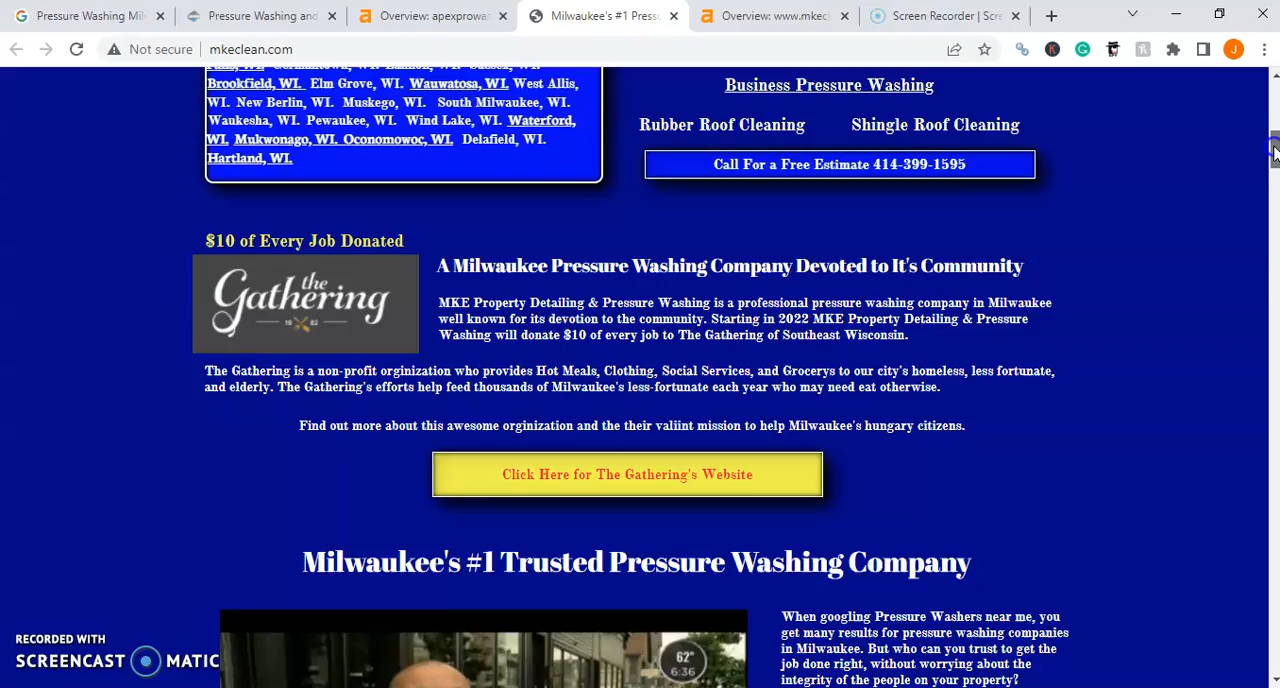 Pressure Washing Mil
Pressure Washing and
Overview: apexprowas
Milwaukee's #1 Press
Overview: www.mkecl
Screen Recorder | Scre
Not secure mkeclean.com
Brookfield, WI. Elm Grove, WI. Wauwatosa, WI. West Allis,
WI. New Berlin, WI. Muskego, WI. South Milwaukee, WI.
Waukesha, WI. Pewaukee, WI. Wind Lake, WI. Waterford,
WI. Mukwonago, WI. Oconomowoc, WI. Delafield, WI.
Hartland, WI.
Business Pressure Washing
Rubber Roof Cleaning Shingle Roof Cleaning
Call For a Free Estimate 414-399-1595
$10 of Every Job Donated
the
Gathering
1982
A Milwaukee Pressure Washing Company Devoted to It's Community
MKE Property Detailing & Pressure Washing is a professional pressure washing company in Milwaukee
well known for its devotion to the community. Starting in 2022 MKE Property Detailing & Pressure
Washing will donate $10 of every job to The Gathering of Southeast Wisconsin.
The Gathering is a non-profit orginization who provides Hot Meals, Clothing, Social Services, and Grocerys to our city's homeless, less fortunate,
and elderly. The Gathering's efforts help feed thousands of Milwaukee's less-fortunate each year who may need eat otherwise.
Find out more about this awesome orginization and the their valiint mission to help Milwaukee's hungary citizens.
Click Here for The Gathering's Website
Milwaukee's #1 Trusted Pressure Washing Company
62°
6:36
When googling Pressure Washers near me, you
get many results for pressure washing companies
in Milwaukee. But who can you trust to get the
job done right, without worrying about the
integrity of the people on your property?
RECORDED WITH
SCREENCAST MATIC